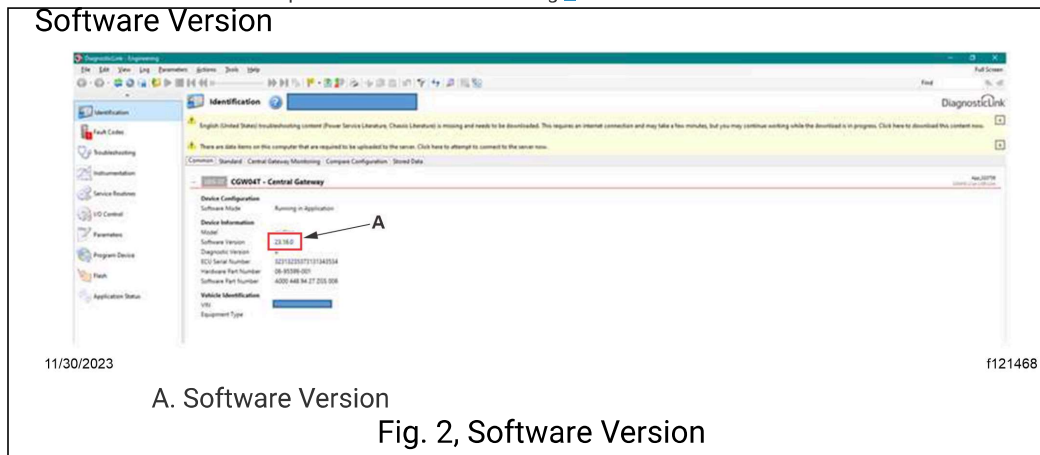 Software Version
DiagnosticLink - Engineering
File Edit View Log Parameters Actions Tools Help
Full Screen
Find
Identification
DiagnosticLink
English (United States) troubleshooting content (Power Service Literature, Chassis Literature) is missing and needs to be downloaded. This requires an internet connection and may take a few minutes, but you may continue working while the download is in progress. Click here to download this content now.
There are data items on this computer that are required to be uploaded to the server. Click here to attempt to connect to the server now.
Common Standard Central Gateway Monitoring Compare Configuration Stored Data
Identification
Fault Codes
Troubleshooting
Instrumentation
Service Routines
I/O Control
Parameters
Program Device
Flash
Application Status
CGW04T - Central Gateway
Device Configuration
Software Mode Running in Application
Device Information
Model
Software Version 23.16.0
A
Diagnostic Version
ECU Serial Number
Hardware Part Number 06-95599-001
Software Part Number
Vehicle Identification
VIN
Equipment Type
11/30/2023
f121468
A. Software Version
Fig. 2, Software Version